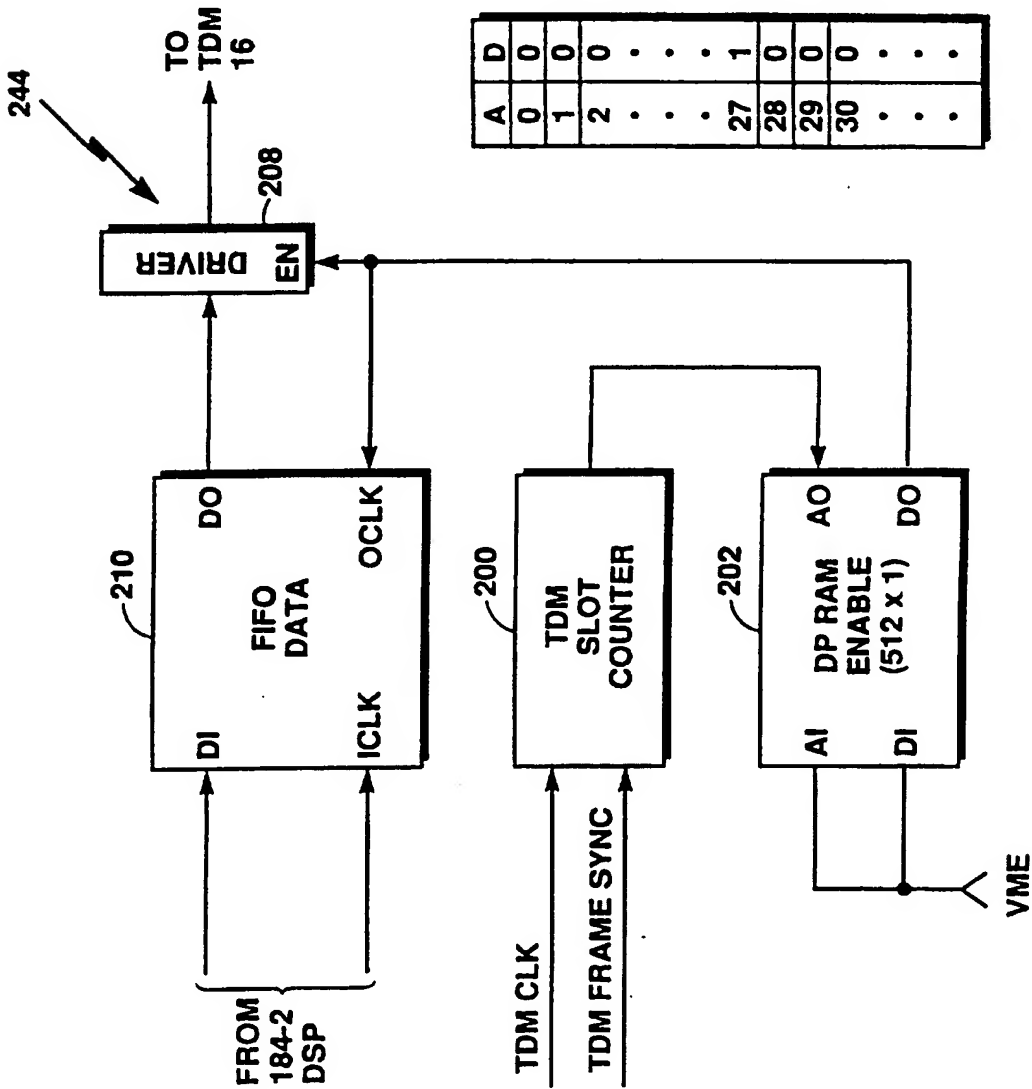 244
TO
TDM
16
DRIVER
EN
208
210
DI
DO
FIFO
DATA
ICLK
OCLK
FROM
184-2
DSP
TDM CLK
TDM FRAME SYNC
200
TDM
SLOT
COUNTER
202
AI
AO
DP RAM
ENABLE
(512 x 1)
DI
DO
VME
A D
0 0
1 0
2 0
27 1
28 0
29 0
30 0